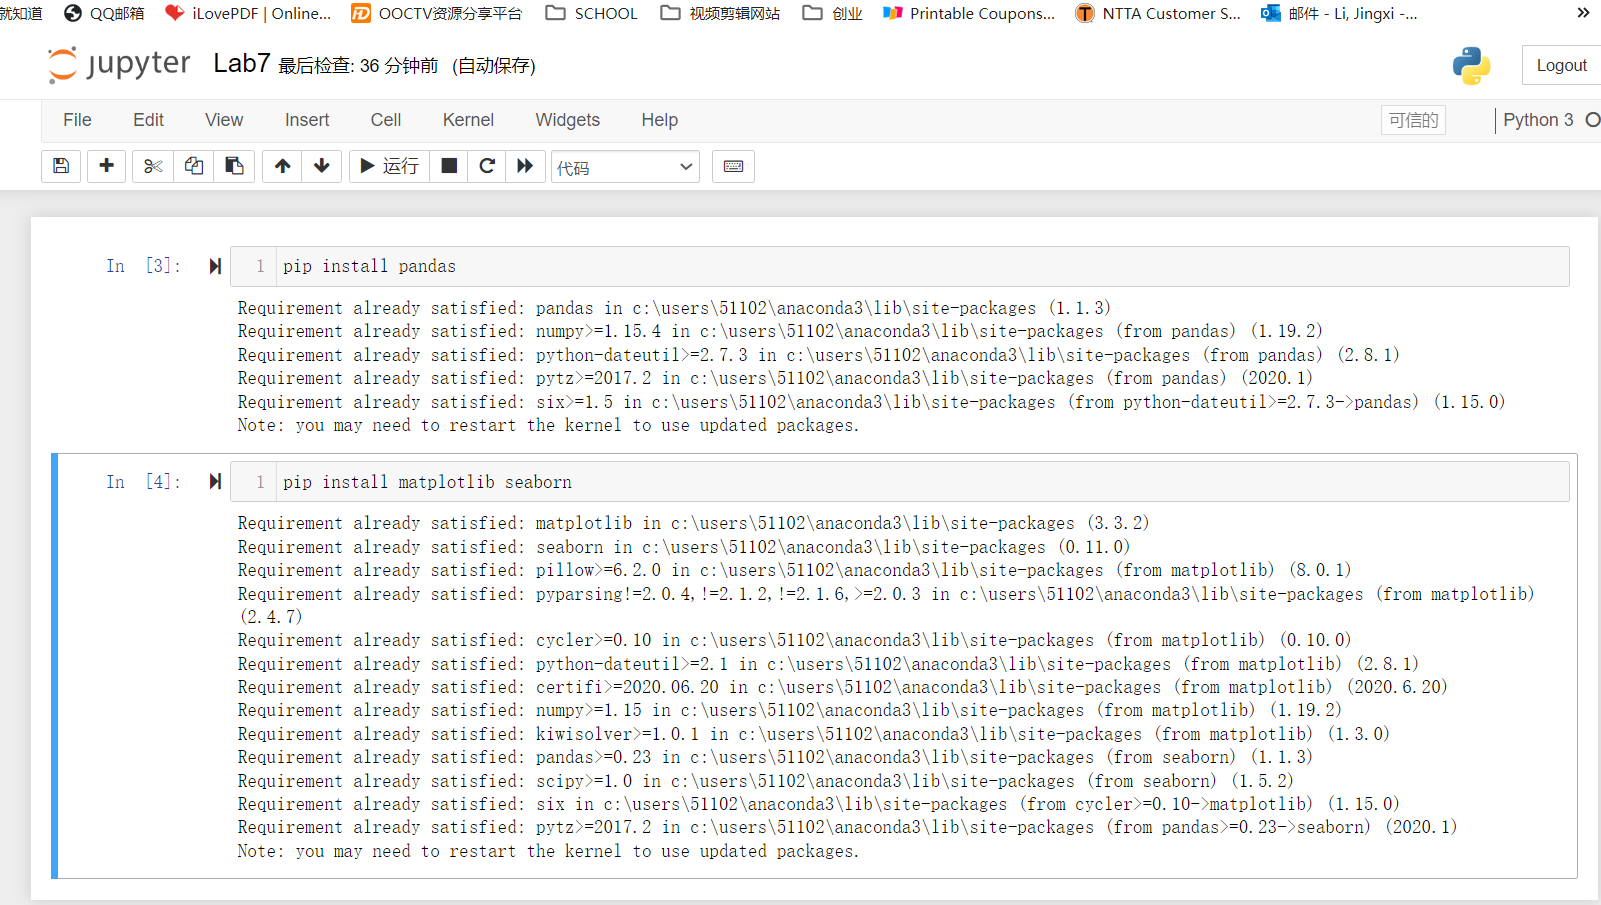 就知道 QQ邮箱 iLovePDF | Online... OOCTV资源分享平台 SCHOOL 视频剪辑网站 创业 Printable Coupons... NTTA Customer S... 邮件 - Li, Jingxi -... »
jupyter Lab7 最后检查: 36 分钟前 (自动保存) Logout
File Edit View Insert Cell Kernel Widgets Help 可信的 Python 3
运行 代码
In [3]: 1 pip install pandas
Requirement already satisfied: pandas in c:\users\51102\anaconda3\lib\site-packages (1.1.3)
Requirement already satisfied: numpy>=1.15.4 in c:\users\51102\anaconda3\lib\site-packages (from pandas) (1.19.2)
Requirement already satisfied: python-dateutil>=2.7.3 in c:\users\51102\anaconda3\lib\site-packages (from pandas) (2.8.1)
Requirement already satisfied: pytz>=2017.2 in c:\users\51102\anaconda3\lib\site-packages (from pandas) (2020.1)
Requirement already satisfied: six>=1.5 in c:\users\51102\anaconda3\lib\site-packages (from python-dateutil>=2.7.3->pandas) (1.15.0)
Note: you may need to restart the kernel to use updated packages.
In [4]: 1 pip install matplotlib seaborn
Requirement already satisfied: matplotlib in c:\users\51102\anaconda3\lib\site-packages (3.3.2)
Requirement already satisfied: seaborn in c:\users\51102\anaconda3\lib\site-packages (0.11.0)
Requirement already satisfied: pillow>=6.2.0 in c:\users\51102\anaconda3\lib\site-packages (from matplotlib) (8.0.1)
Requirement already satisfied: pyparsing!=2.0.4,!=2.1.2,!=2.1.6,>=2.0.3 in c:\users\51102\anaconda3\lib\site-packages (from matplotlib)
(2.4.7)
Requirement already satisfied: cycler>=0.10 in c:\users\51102\anaconda3\lib\site-packages (from matplotlib) (0.10.0)
Requirement already satisfied: python-dateutil>=2.1 in c:\users\51102\anaconda3\lib\site-packages (from matplotlib) (2.8.1)
Requirement already satisfied: certifi>=2020.06.20 in c:\users\51102\anaconda3\lib\site-packages (from matplotlib) (2020.6.20)
Requirement already satisfied: numpy>=1.15 in c:\users\51102\anaconda3\lib\site-packages (from matplotlib) (1.19.2)
Requirement already satisfied: kiwisolver>=1.0.1 in c:\users\51102\anaconda3\lib\site-packages (from matplotlib) (1.3.0)
Requirement already satisfied: pandas>=0.23 in c:\users\51102\anaconda3\lib\site-packages (from seaborn) (1.1.3)
Requirement already satisfied: scipy>=1.0 in c:\users\51102\anaconda3\lib\site-packages (from seaborn) (1.5.2)
Requirement already satisfied: six in c:\users\51102\anaconda3\lib\site-packages (from cycler>=0.10->matplotlib) (1.15.0)
Requirement already satisfied: pytz>=2017.2 in c:\users\51102\anaconda3\lib\site-packages (from pandas>=0.23->seaborn) (2020.1)
Note: you may need to restart the kernel to use updated packages.